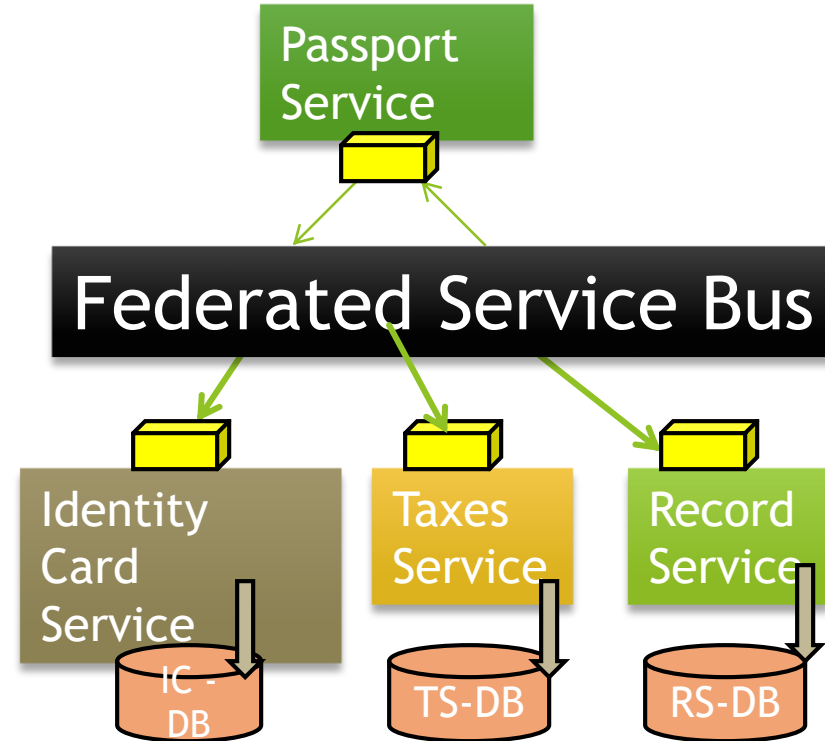 Passport
Service
Federated Service Bus
Identity
Card
Service
Taxes
Service
Record
Service
IC -
DB
TS-DB
RS-DB